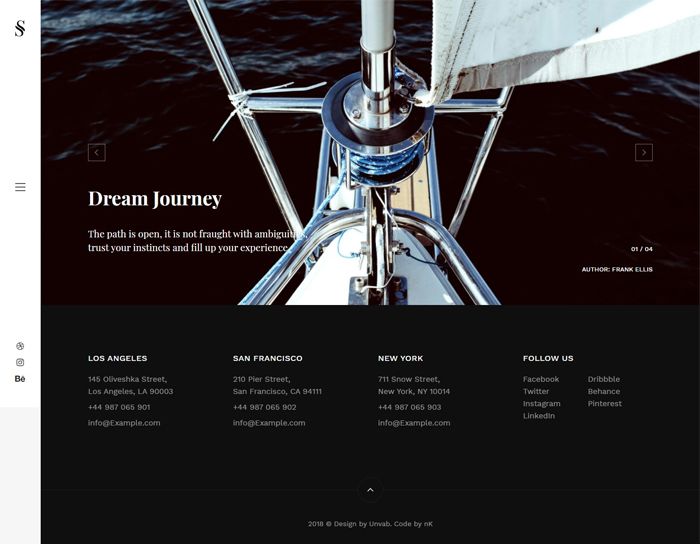 Dream Journey
The path is open, it is not fraught with ambiguities,
trust your instincts and fill up your experience
01 / 04
AUTHOR: FRANK ELLIS
LOS ANGELES
145 Oliveshka Street,
Los Angeles, LA 90003
+44 987 065 901
info@Example.com
SAN FRANCISCO
210 Pier Street,
San Francisco, CA 94111
+44 987 065 902
info@Example.com
NEW YORK
711 Snow Street,
New York, NY 10014
+44 987 065 903
info@Example.com
FOLLOW US
Facebook
Twitter
Instagram
LinkedIn
Dribbble
Behance
Pinterest
Bē
2018 © Design by Unvab. Code by nK